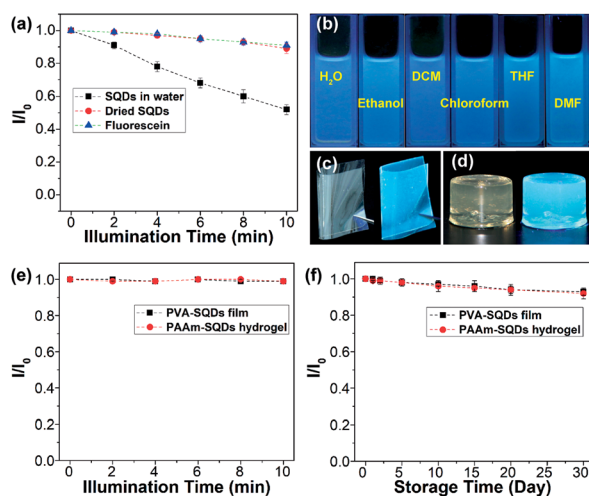 (a)
I/I0
1.0
0.8
0.6
0.4
0.2
0.0
SQDs in water
Dried SQDs
Fluorescein
0 2 4 6 8 10
Illumination Time (min)
(b)
H2O
Ethanol
DCM
Chloroform
THF
DMF
(c)
(d)
(e)
I/I0
1.0
0.8
0.6
0.4
0.2
0.0
PVA-SQDs film
PAAm-SQDs hydrogel
0 2 4 6 8 10
Illumination Time (min)
(f)
I/I0
1.0
0.8
0.6
0.4
0.2
0.0
PVA-SQDs film
PAAm-SQDs hydrogel
0 5 10 15 20 25 30
Storage Time (Day)